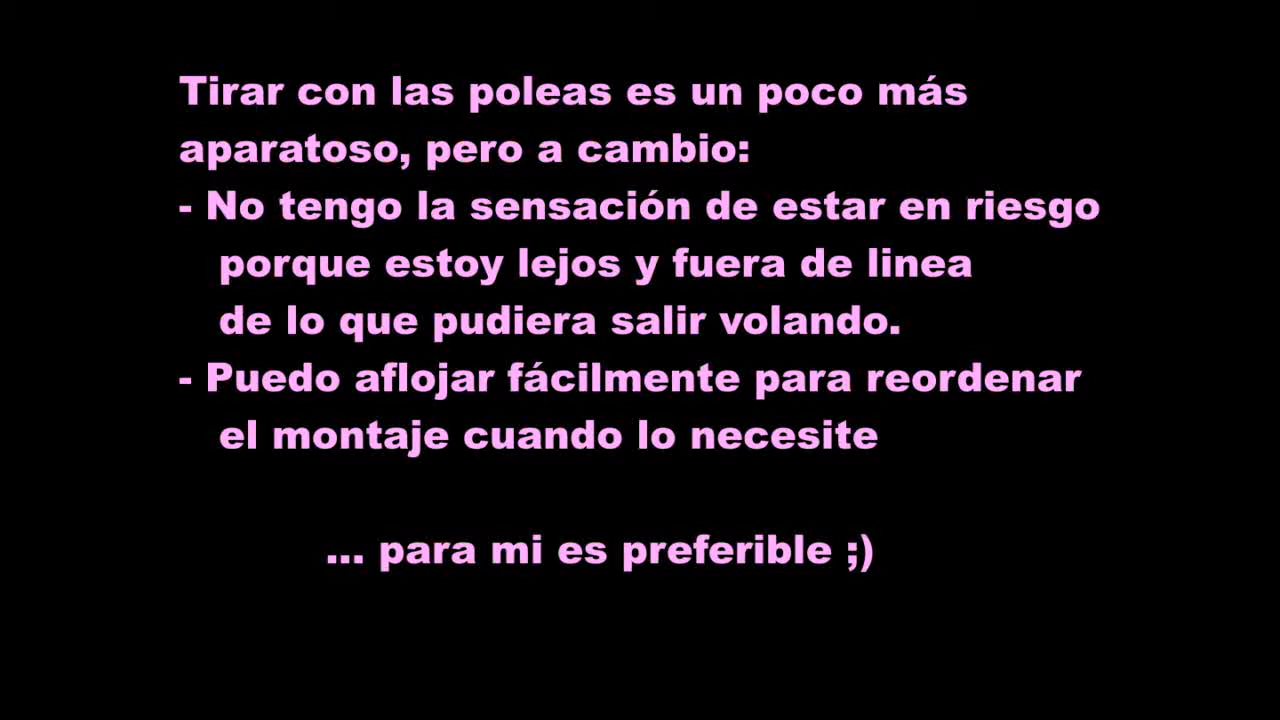 Tirar con las poleas es un poco más
aparatoso, pero a cambio:
- No tengo la sensación de estar en riesgo
porque estoy lejos y fuera de linea
de lo que pudiera salir volando.
- Puedo aflojar fácilmente para reordenar
el montaje cuando lo necesite
... para mi es preferible ;)